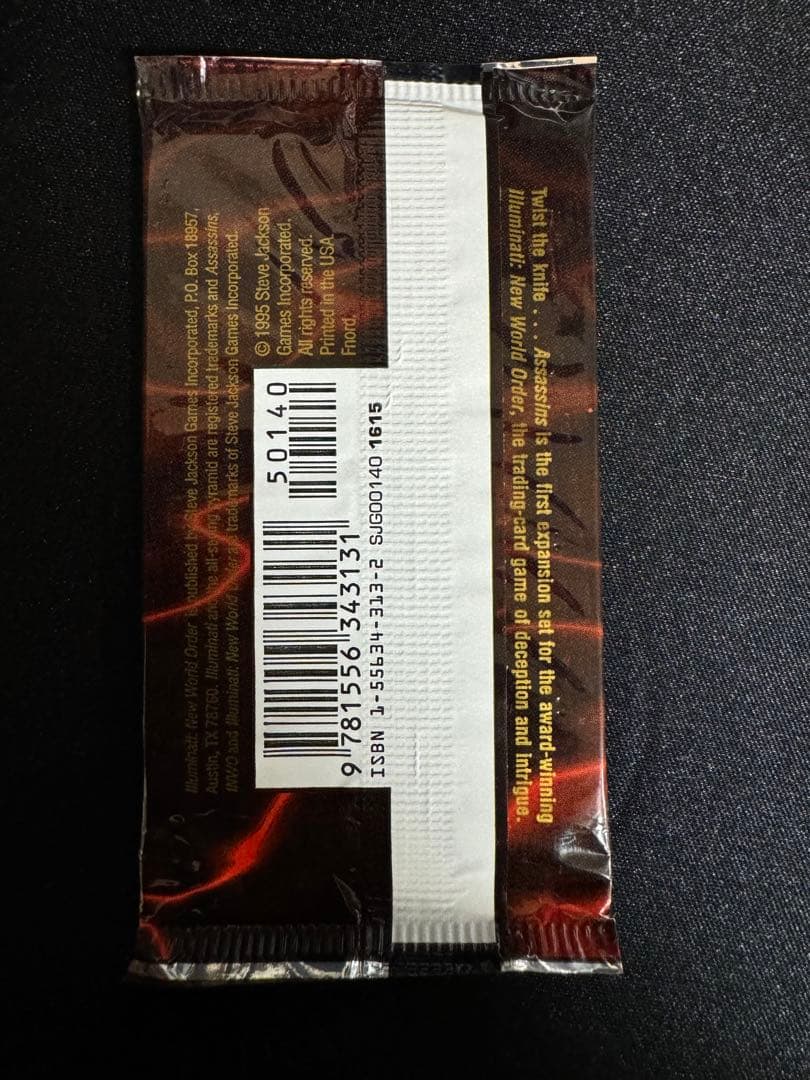 Twist the knife . . . Assassins is the first expansion set for the award-winning
Illuminati: New World Order, the trading-card game of deception and intrigue.
Illuminati: New World Order is published by Steve Jackson Games Incorporated, P.O. Box 18957,
Austin, TX 78760. Illuminati and the all-seeing pyramid are registered trademarks and Assassins,
INWO and Illuminati: New World Order are trademarks of Steve Jackson Games Incorporated.
© 1995 Steve Jackson
Games Incorporated.
All rights reserved.
Printed in the USA.
Fnord.
50140
9 781556 343131
ISBN 1-55634-313-2 SJG00140 1615